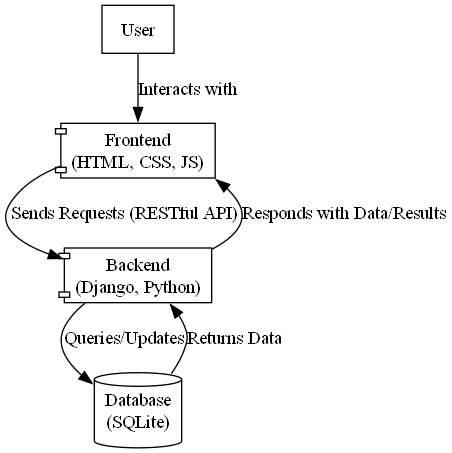 User
Interacts with
Frontend
(HTML, CSS, JS)
Sends Requests (RESTful API)
Responds with Data/Results
Backend
(Django, Python)
Queries/Updates
Returns Data
Database
(SQLite)